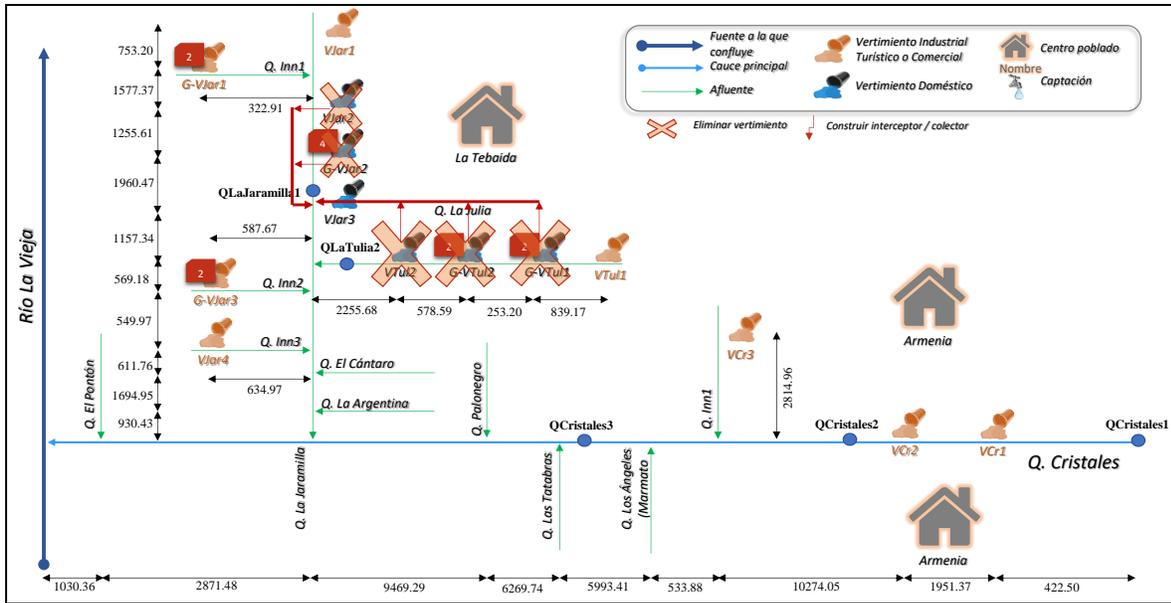 753.20
1577.37
1255.61
1960.47
1157.34
569.18
549.97
611.76
1694.95
930.43
Río La Vieja
2
G-VJar1
Q. Inn1
322.91
VJar1
VJar2
4
G-VJar2
QLaJaramilla1
VJar3
Q. La Julia
587.67
QLaTulia2
VTul2
2
G-VTul2
2
G-VTul1
VTul1
2
G-VJar3
Q. Inn2
2255.68
578.59
253.20
839.17
VJar4
Q. Inn3
634.97
Q. El Cántaro
Q. La Argentina
Q. El Pontón
Q. La Jaramilla
Q. Palonegro
QCristales3
Q. Las Tatabras
Q. Los Ángeles
(Marmato)
Q. Inn1
VCr3
2814.96
QCristales2
VCr2
VCr1
QCristales1
Q. Cristales
La Tebaida
Armenia
Armenia
Fuente a la que
confluye
Cauce principal
Afluente
Vertimiento Industrial
Turístico o Comercial
Vertimiento Doméstico
Centro poblado
Nombre
Captación
Eliminar vertimiento
Construir interceptor / colector
1030.36
2871.48
9469.29
6269.74
5993.41
533.88
10274.05
1951.37
422.50